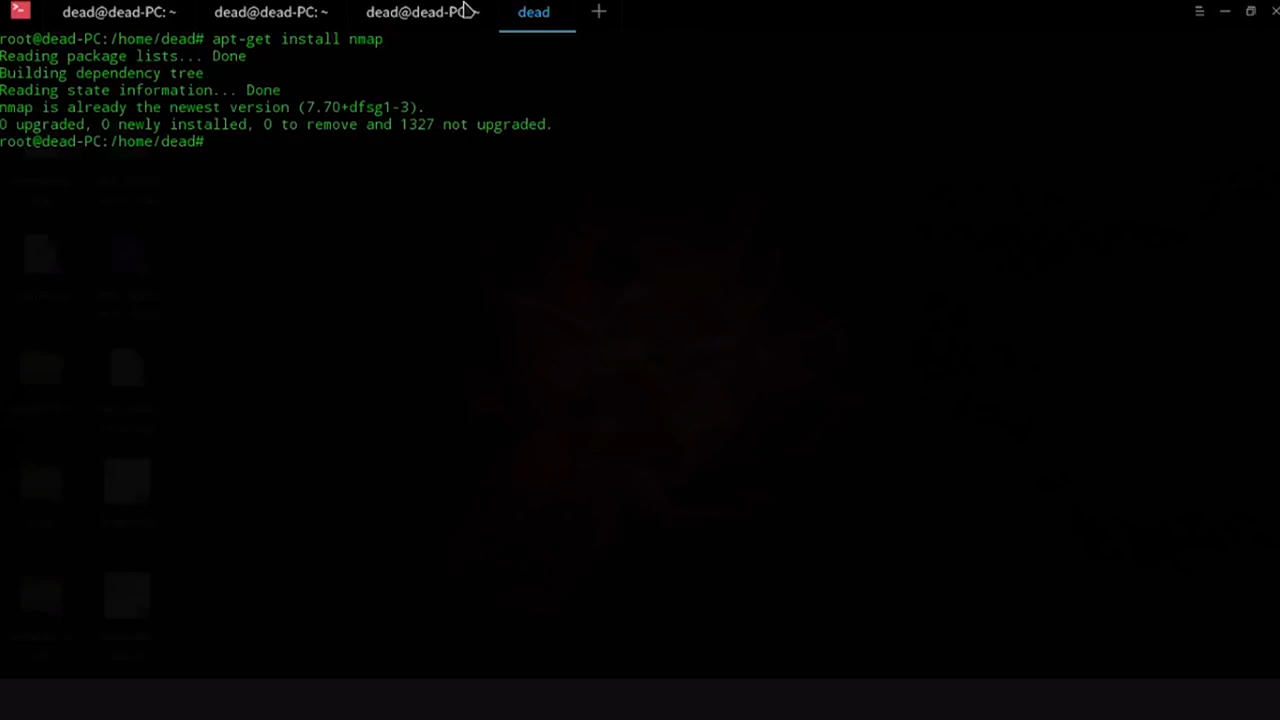 dead@dead-PC: ~ dead@dead-PC: ~ dead@dead-PC: ~ dead
root@dead-PC:/home/dead# apt-get install nmap
Reading package lists... Done
Building dependency tree
Reading state information... Done
nmap is already the newest version (7.70+dfsg1-3).
0 upgraded, 0 newly installed, 0 to remove and 1327 not upgraded.
root@dead-PC:/home/dead#